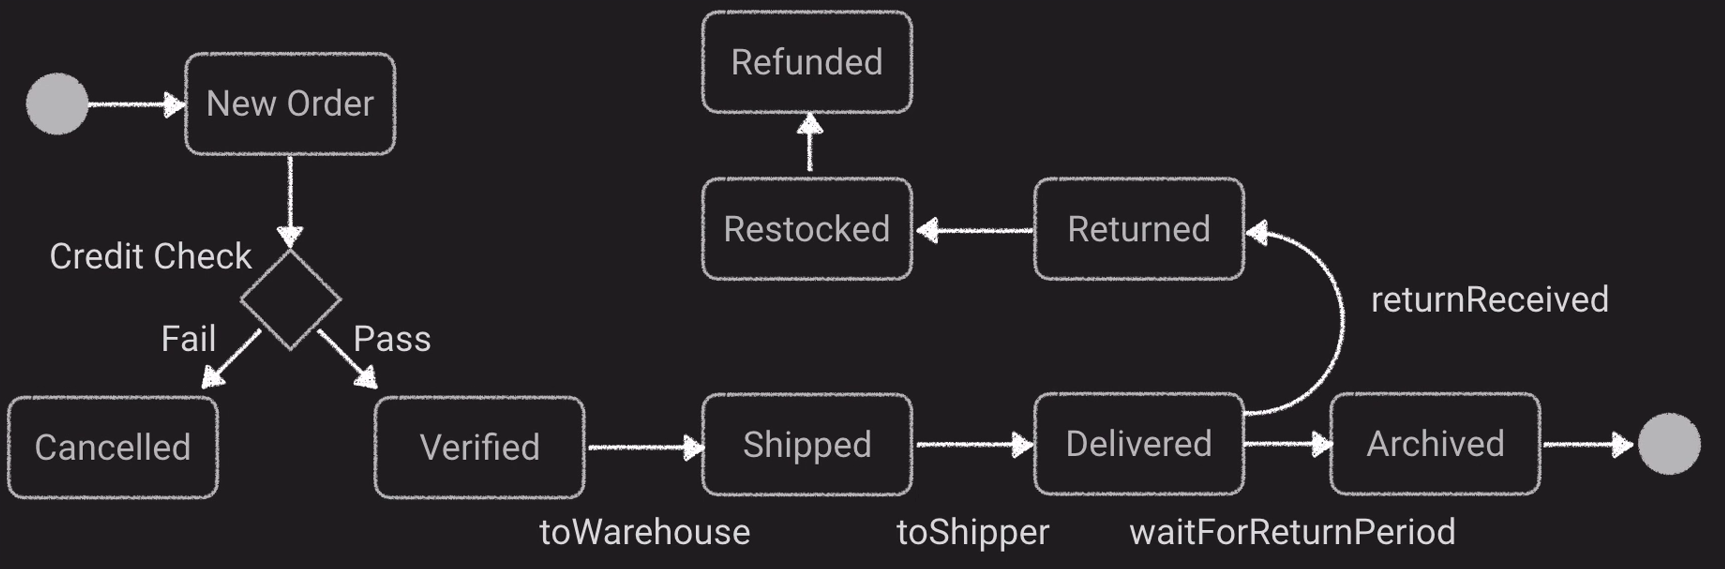 Refunded
New Order
Restocked
Returned
Credit Check
returnReceived
Fail
Pass
Cancelled
Verified
Shipped
Delivered
Archived
toWarehouse
toShipper
waitForReturnPeriod